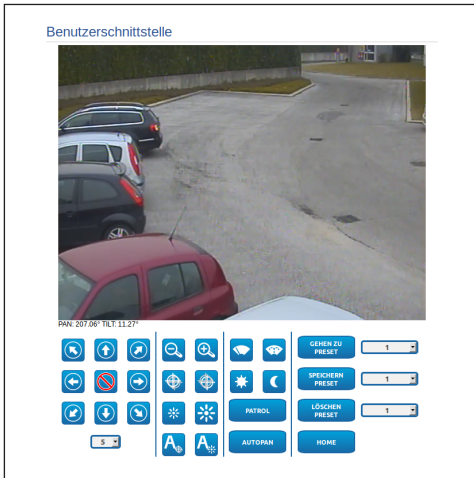 Benutzerschnittstelle
PAN: 207.06° TILT: 11.27°
GEHEN ZU PRESET
1
SPEICHERN PRESET
1
PATROL
LÖSCHEN PRESET
1
5
A
A
AUTOPAN
HOME